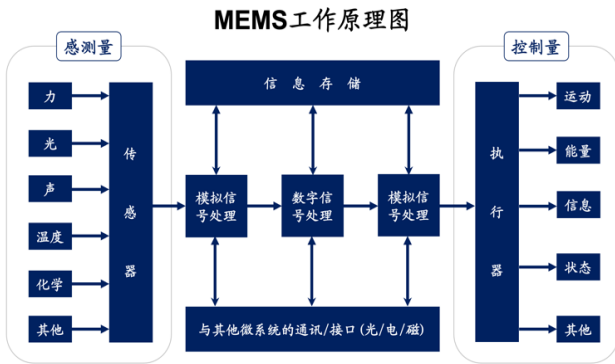 MEMS工作原理图
感测量
控制量
力
光
声
温度
化学
其他
传
感
器
信 息 存 储
模拟信
号处理
数字信
号处理
模拟信
号处理
与其他微系统的通讯/接口(光/电/磁)
执
行
器
运动
能量
信息
状态
其他